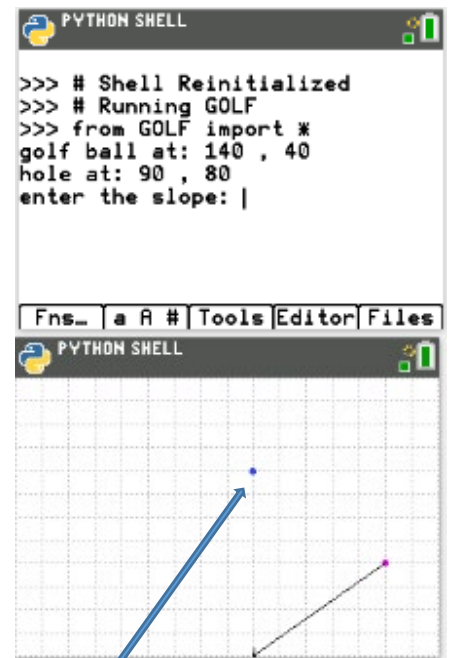 PYTHON SHELL
>>> # Shell Reinitialized
>>> # Running GOLF
>>> from GOLF import *
golf ball at: 140 , 40
hole at: 90 , 80
enter the slope: |
Fns… a A # Tools Editor Files
PYTHON SHELL